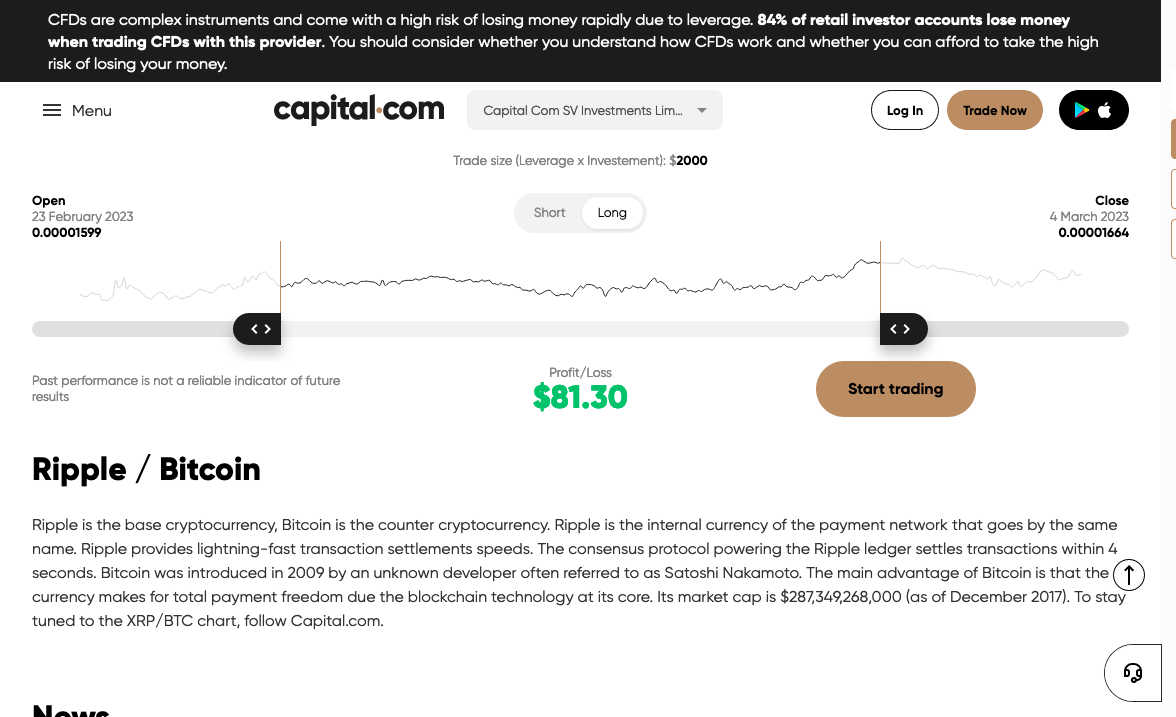 CFDs are complex instruments and come with a high risk of losing money rapidly due to leverage. 84% of retail investor accounts lose money
when trading CFDs with this provider. You should consider whether you understand how CFDs work and whether you can afford to take the high
risk of losing your money.
Menu
capital.com
Capital Com SV Investments Lim...
Log In
Trade Now
Trade size (Leverage x Investement): $2000
Open
23 February 2023
0.00001599
Short
Long
Close
4 March 2023
0.00001664
Past performance is not a reliable indicator of future
results
Profit/Loss
$81.30
Start trading
Ripple / Bitcoin
Ripple is the base cryptocurrency, Bitcoin is the counter cryptocurrency. Ripple is the internal currency of the payment network that goes by the same
name. Ripple provides lightning-fast transaction settlements speeds. The consensus protocol powering the Ripple ledger settles transactions within 4
seconds. Bitcoin was introduced in 2009 by an unknown developer often referred to as Satoshi Nakamoto. The main advantage of Bitcoin is that the
currency makes for total payment freedom due the blockchain technology at its core. Its market cap is $287,349,268,000 (as of December 2017). To stay
tuned to the XRP/BTC chart, follow Capital.com.
News